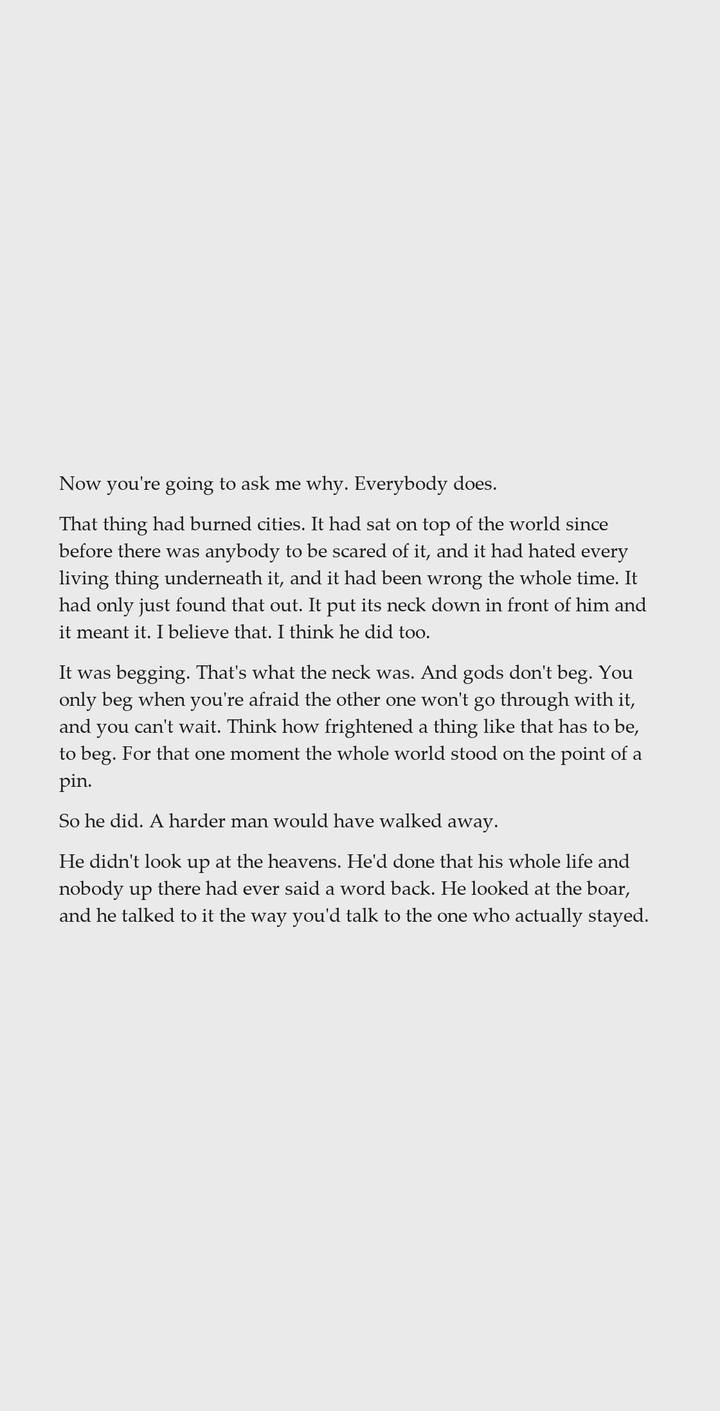 Now you're going to ask me why. Everybody does.
That thing had burned cities. It had sat on top of the world since
before there was anybody to be scared of it, and it had hated every
living thing underneath it, and it had been wrong the whole time. It
had only just found that out. It put its neck down in front of him and
it meant it. I believe that. I think he did too.
It was begging. That's what the neck was. And gods don't beg. You
only beg when you're afraid the other one won't go through with it,
and you can't wait. Think how frightened a thing like that has to be,
to beg. For that one moment the whole world stood on the point of a
pin.
So he did. A harder man would have walked away.
He didn't look up at the heavens. He'd done that his whole life and
nobody up there had ever said a word back. He looked at the boar,
and he talked to it the way you'd talk to the one who actually stayed.